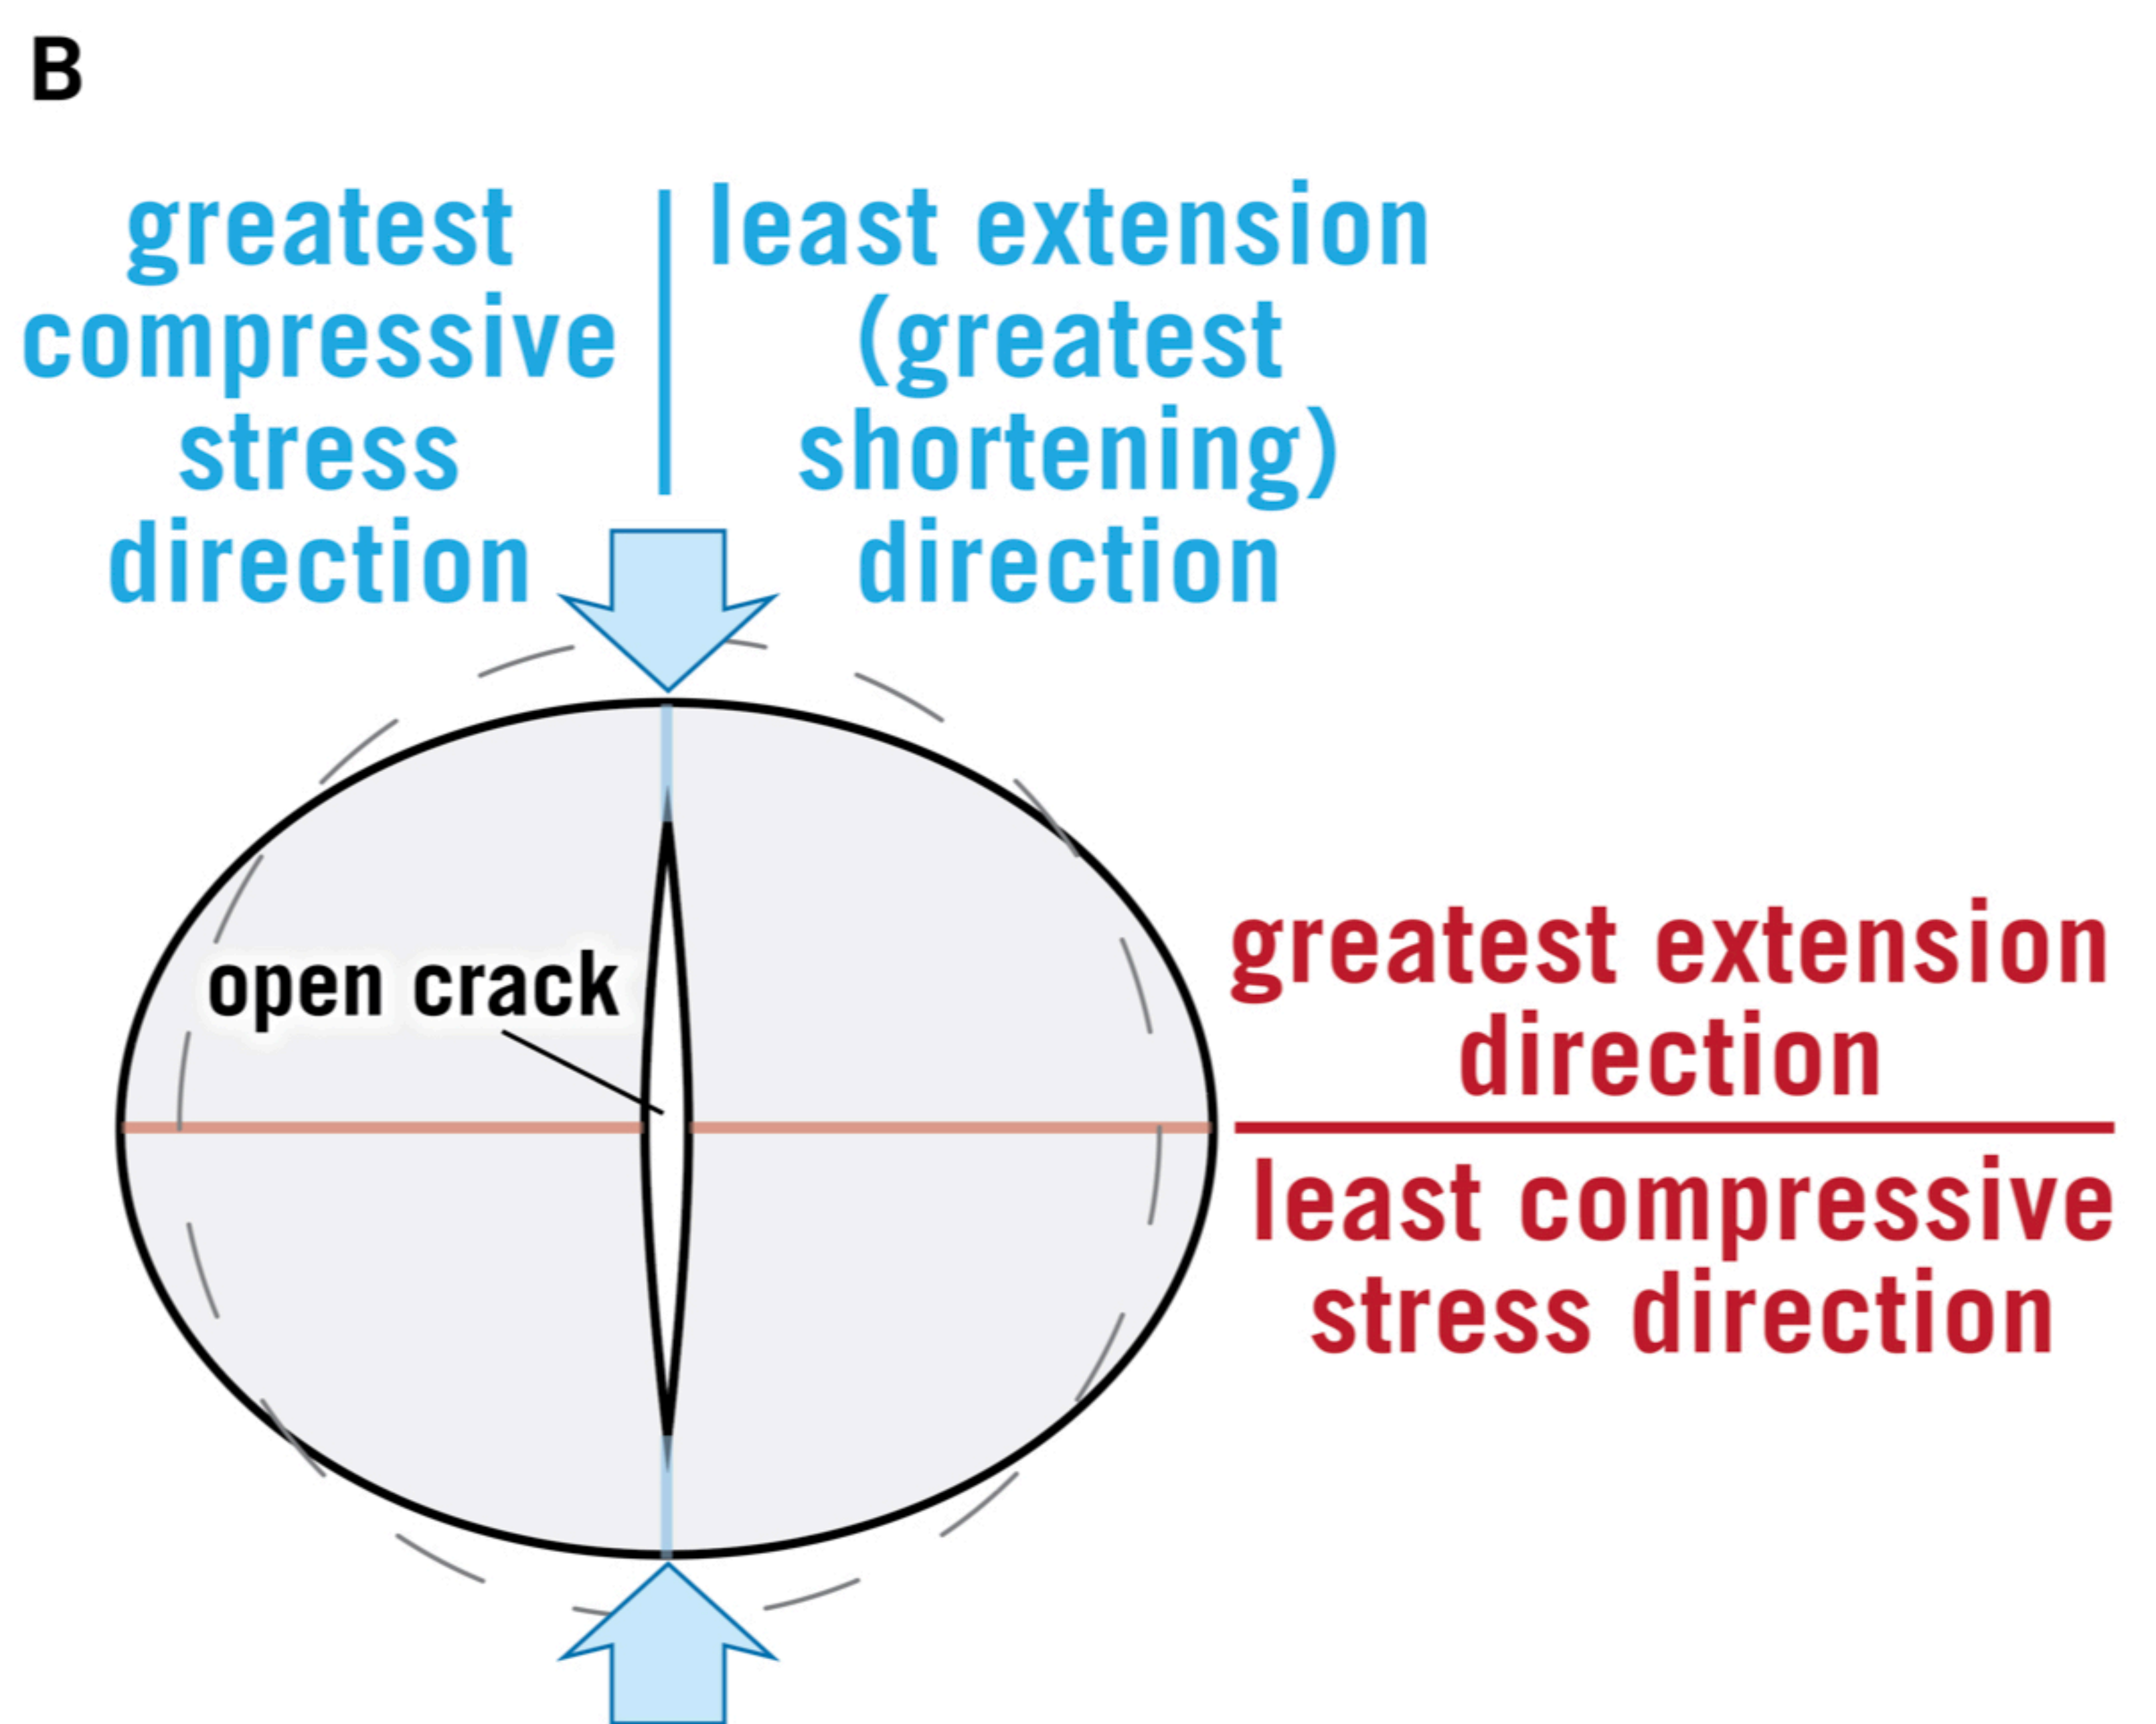 B
greatest
compressive
stress
direction
least extension
(greatest
shortening)
direction
open crack
greatest extension
direction
least compressive
stress direction